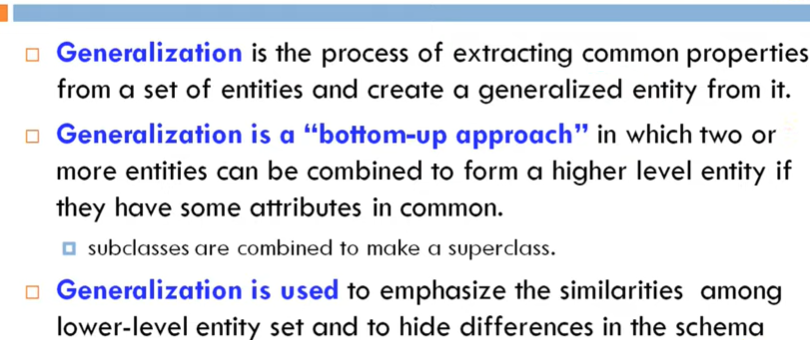 Generalization is the process of extracting common properties
from a set of entities and create a generalized entity from it.
Generalization is a “bottom-up approach” in which two or
more entities can be combined to form a higher level entity if
they have some attributes in common.
subclasses are combined to make a superclass.
Generalization is used to emphasize the similarities among
lower-level entity set and to hide differences in the schema